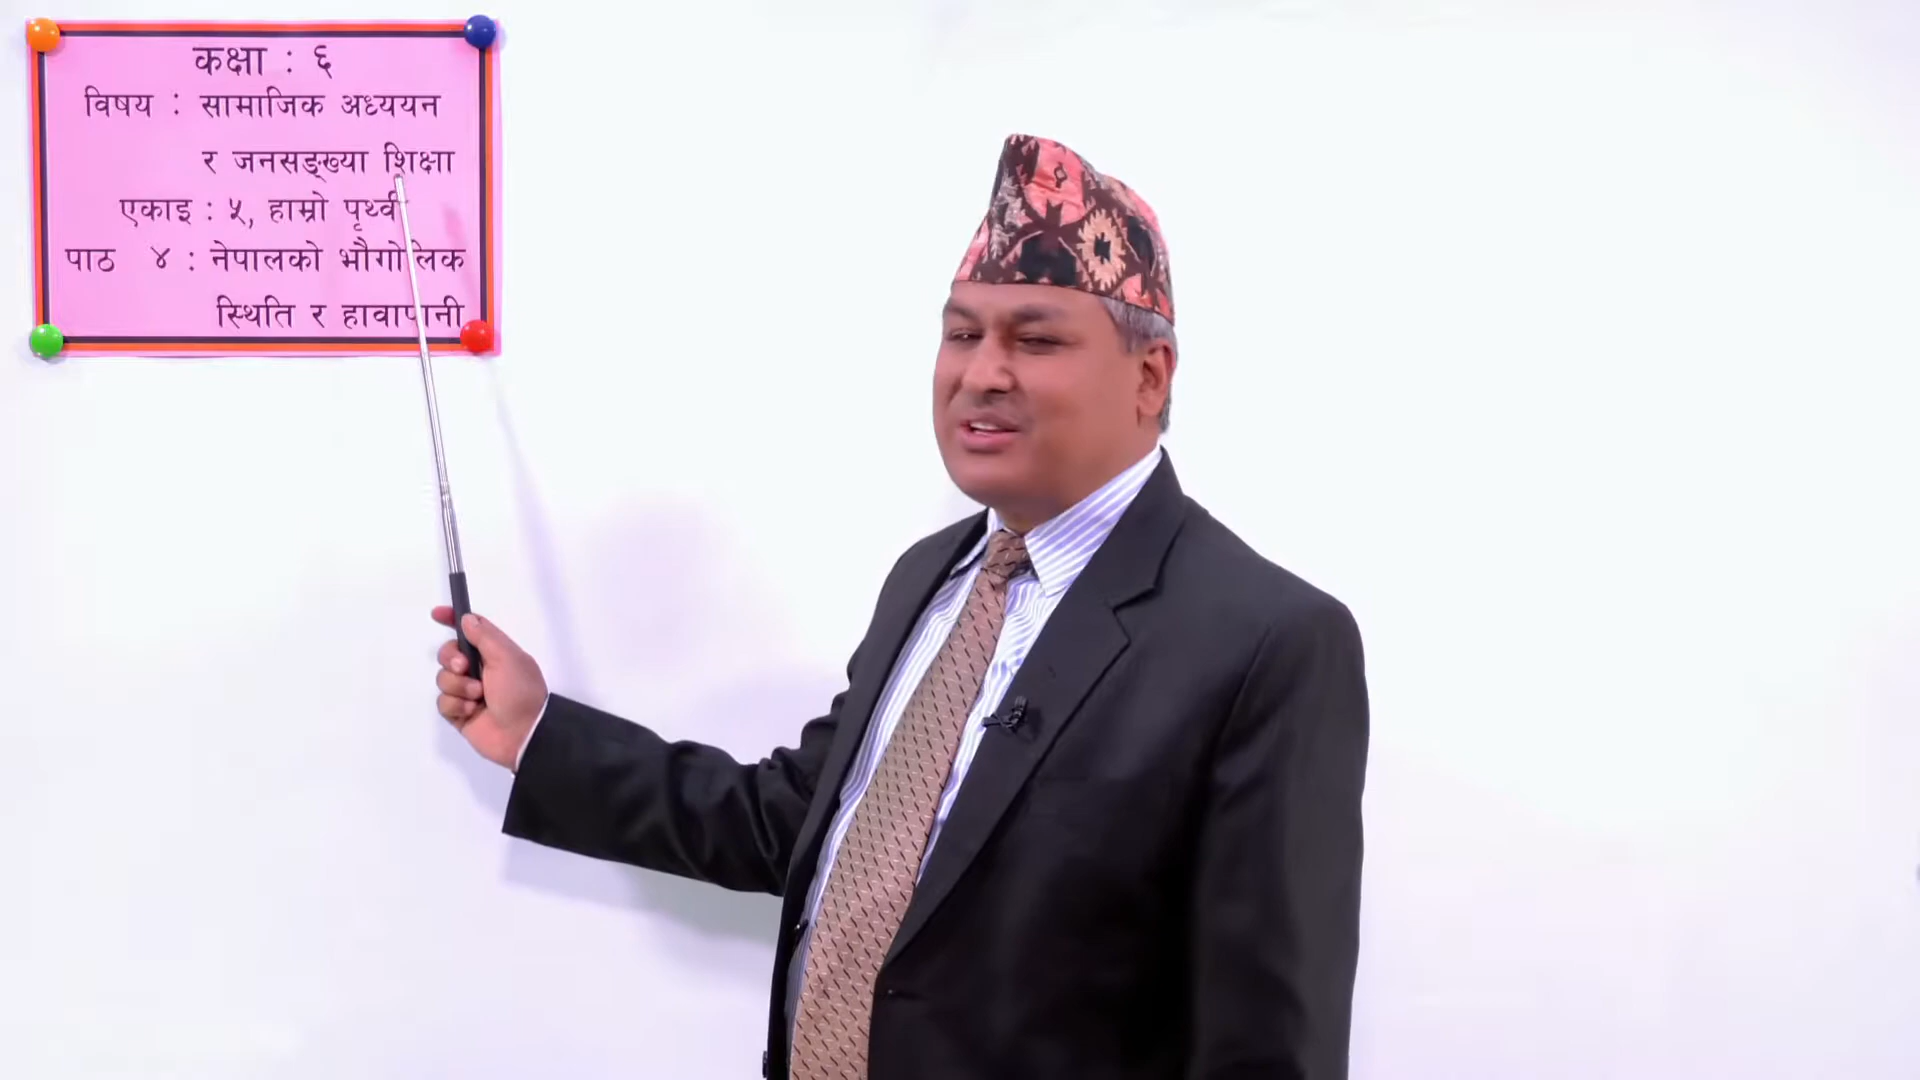 कक्षा : ६
विषय : सामाजिक अध्ययन
र जनसङ्ख्या शिक्षा
एकाइ : ५, हाम्रो पृथ्वी
पाठ ४ : नेपालको भौगोलिक
स्थिति र हावापानी